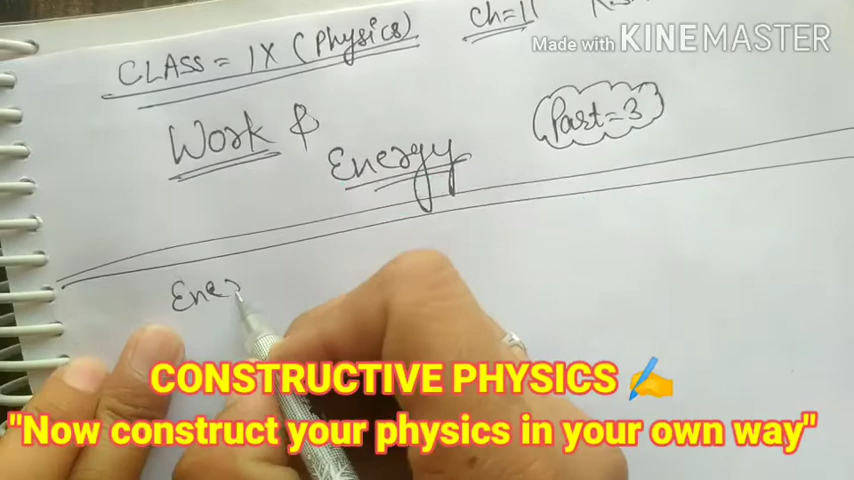 CLASS = IX (Physics)
Ch=11
Made with KINEMASTER
Work &
Energy
Part=3
Ener
CONSTRUCTIVE PHYSICS ✍
"Now construct your physics in your own way"